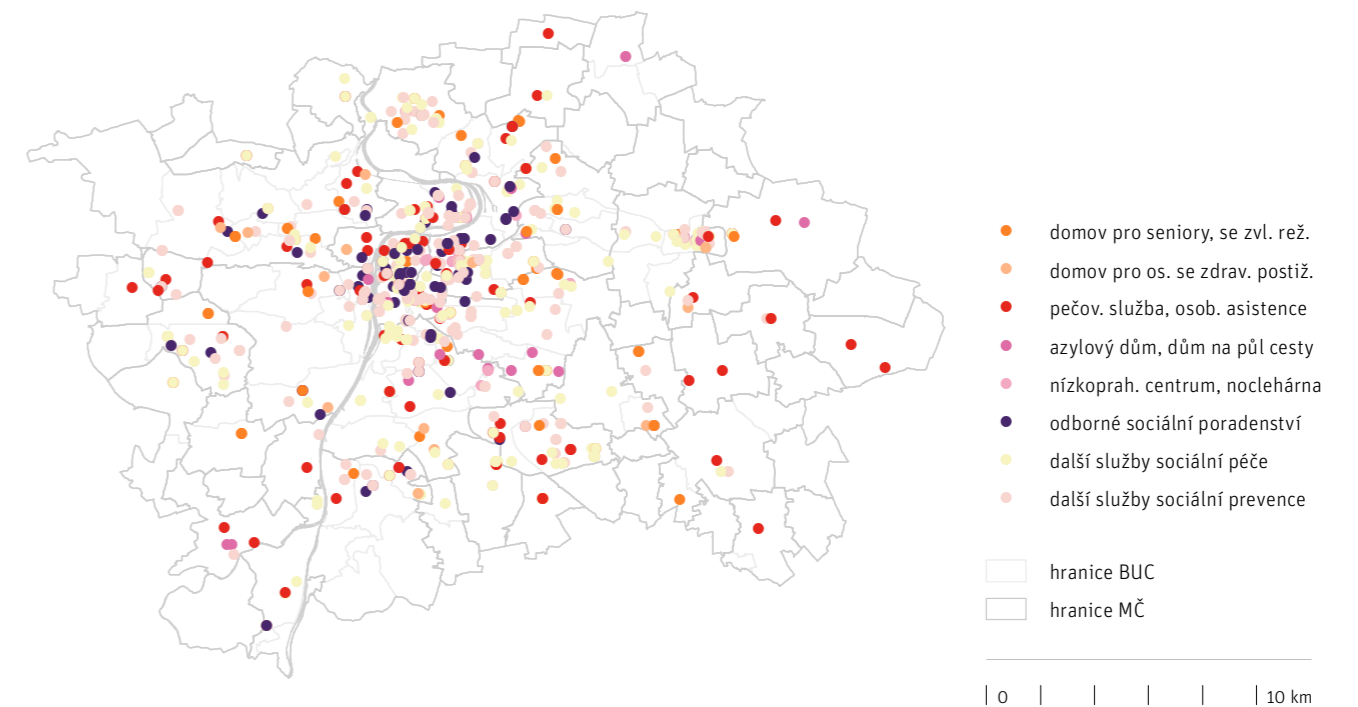 domov pro seniory, se zvl. rež.
domov pro os. se zdrav. postiž.
pečov. služba, osob. asistence
azylový dům, dům na půl cesty
nízkoprah. centrum, noclehárna
odborné sociální poradenství
další služby sociální péče
další služby sociální prevence
hranice BUC
hranice MČ
0 10 km